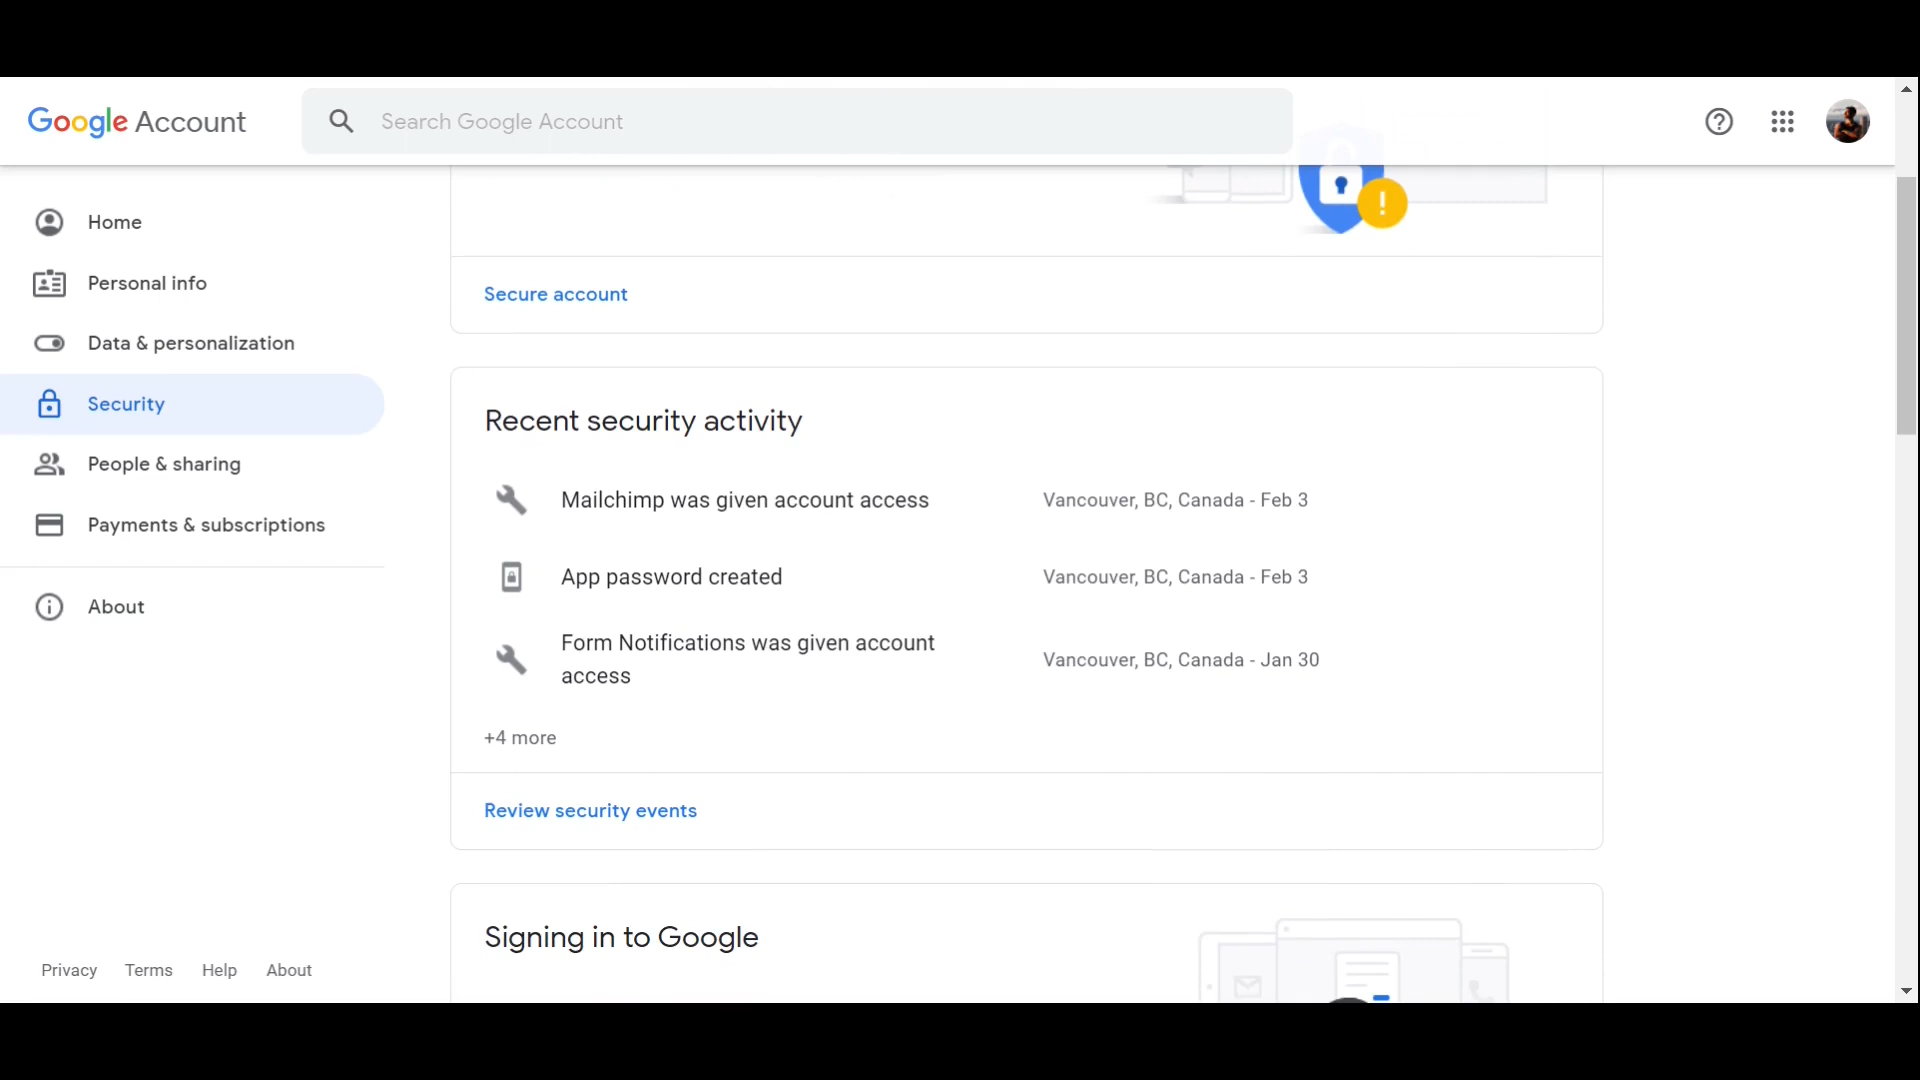 Google Account
Search Google Account
Home
Personal info
Data & personalization
Security
People & sharing
Payments & subscriptions
About
Privacy Terms Help About
Secure account
Recent security activity
Mailchimp was given account access Vancouver, BC, Canada - Feb 3
App password created Vancouver, BC, Canada - Feb 3
Form Notifications was given account
access Vancouver, BC, Canada - Jan 30
+4 more
Review security events
Signing in to Google